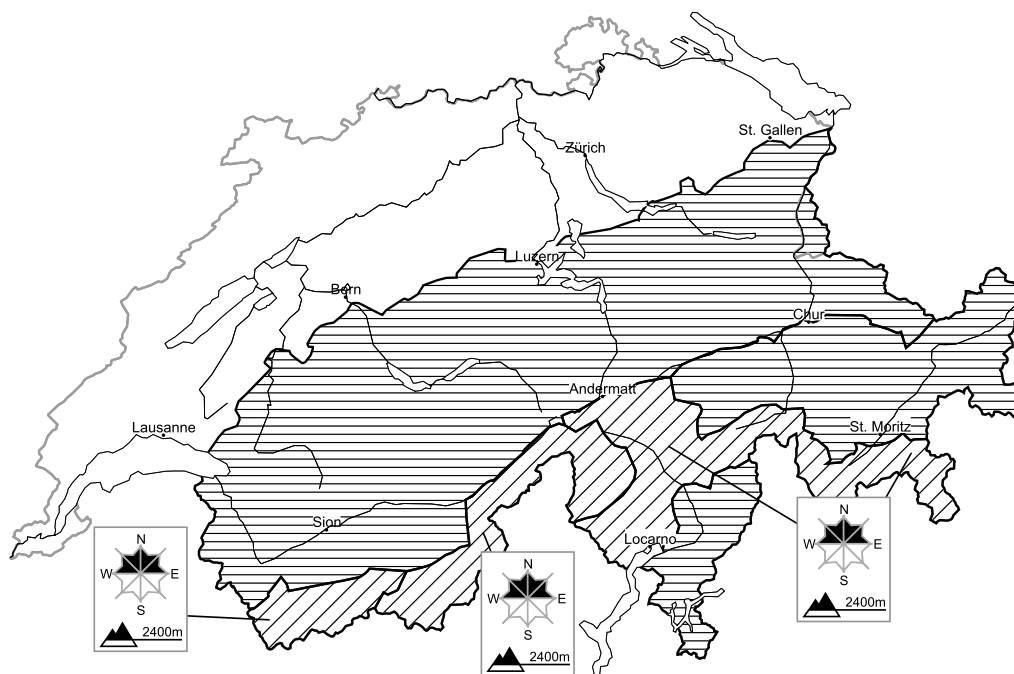 St. Gallen
Zürich
Luzern
Bern
Chur
Andermatt
Lausanne
St. Moritz
Sion
Locarno
N
W E
S
2400m
N
W E
S
2400m
N
W E
S
2400m